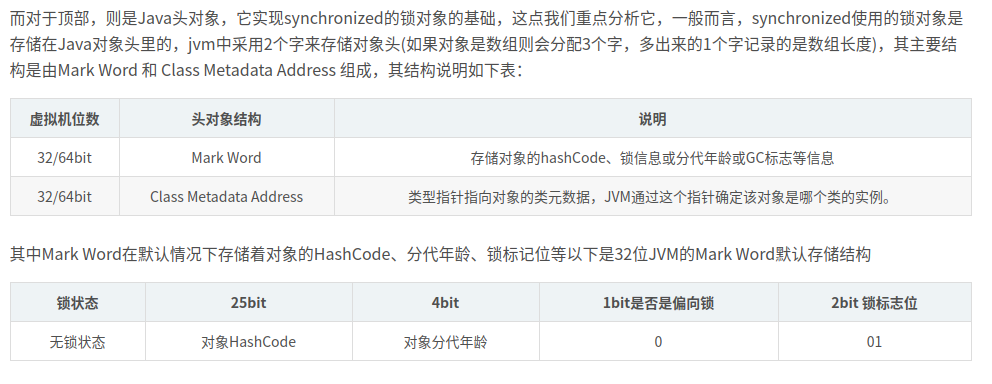 而对于顶部，则是Java头对象，它实现synchronized的锁对象的基础，这点我们重点分析它，一般而言，synchronized使用的锁对象是
存储在Java对象头里的，jvm中采用2个字来存储对象头(如果对象是数组则会分配3个字，多出来的1个字记录的是数组长度)，其主要结
构是由Mark Word 和 Class Metadata Address 组成，其结构说明如下表：
虚拟机位数 头对象结构 说明
32/64bit Mark Word 存储对象的hashCode、锁信息或分代年龄或GC标志等信息
32/64bit Class Metadata Address 类型指针指向对象的类元数据，JVM通过这个指针确定该对象是哪个类的实例。
其中Mark Word在默认情况下存储着对象的HashCode、分代年龄、锁标记位等以下是32位JVM的Mark Word默认存储结构
锁状态 25bit 4bit 1bit是否是偏向锁 2bit 锁标志位
无锁状态 对象HashCode 对象分代年龄 0 01